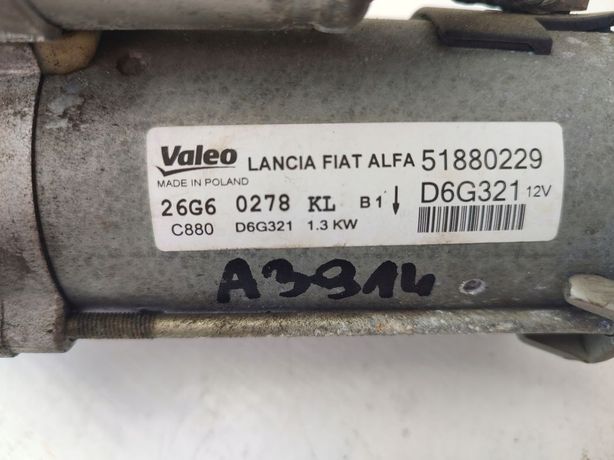 Valeo LANCIA FIAT ALFA 51880229
MADE IN POLAND
26G6 0278 KL B1 ↓ D6G321 12V
C880 D6G321 1.3 KW
A3914